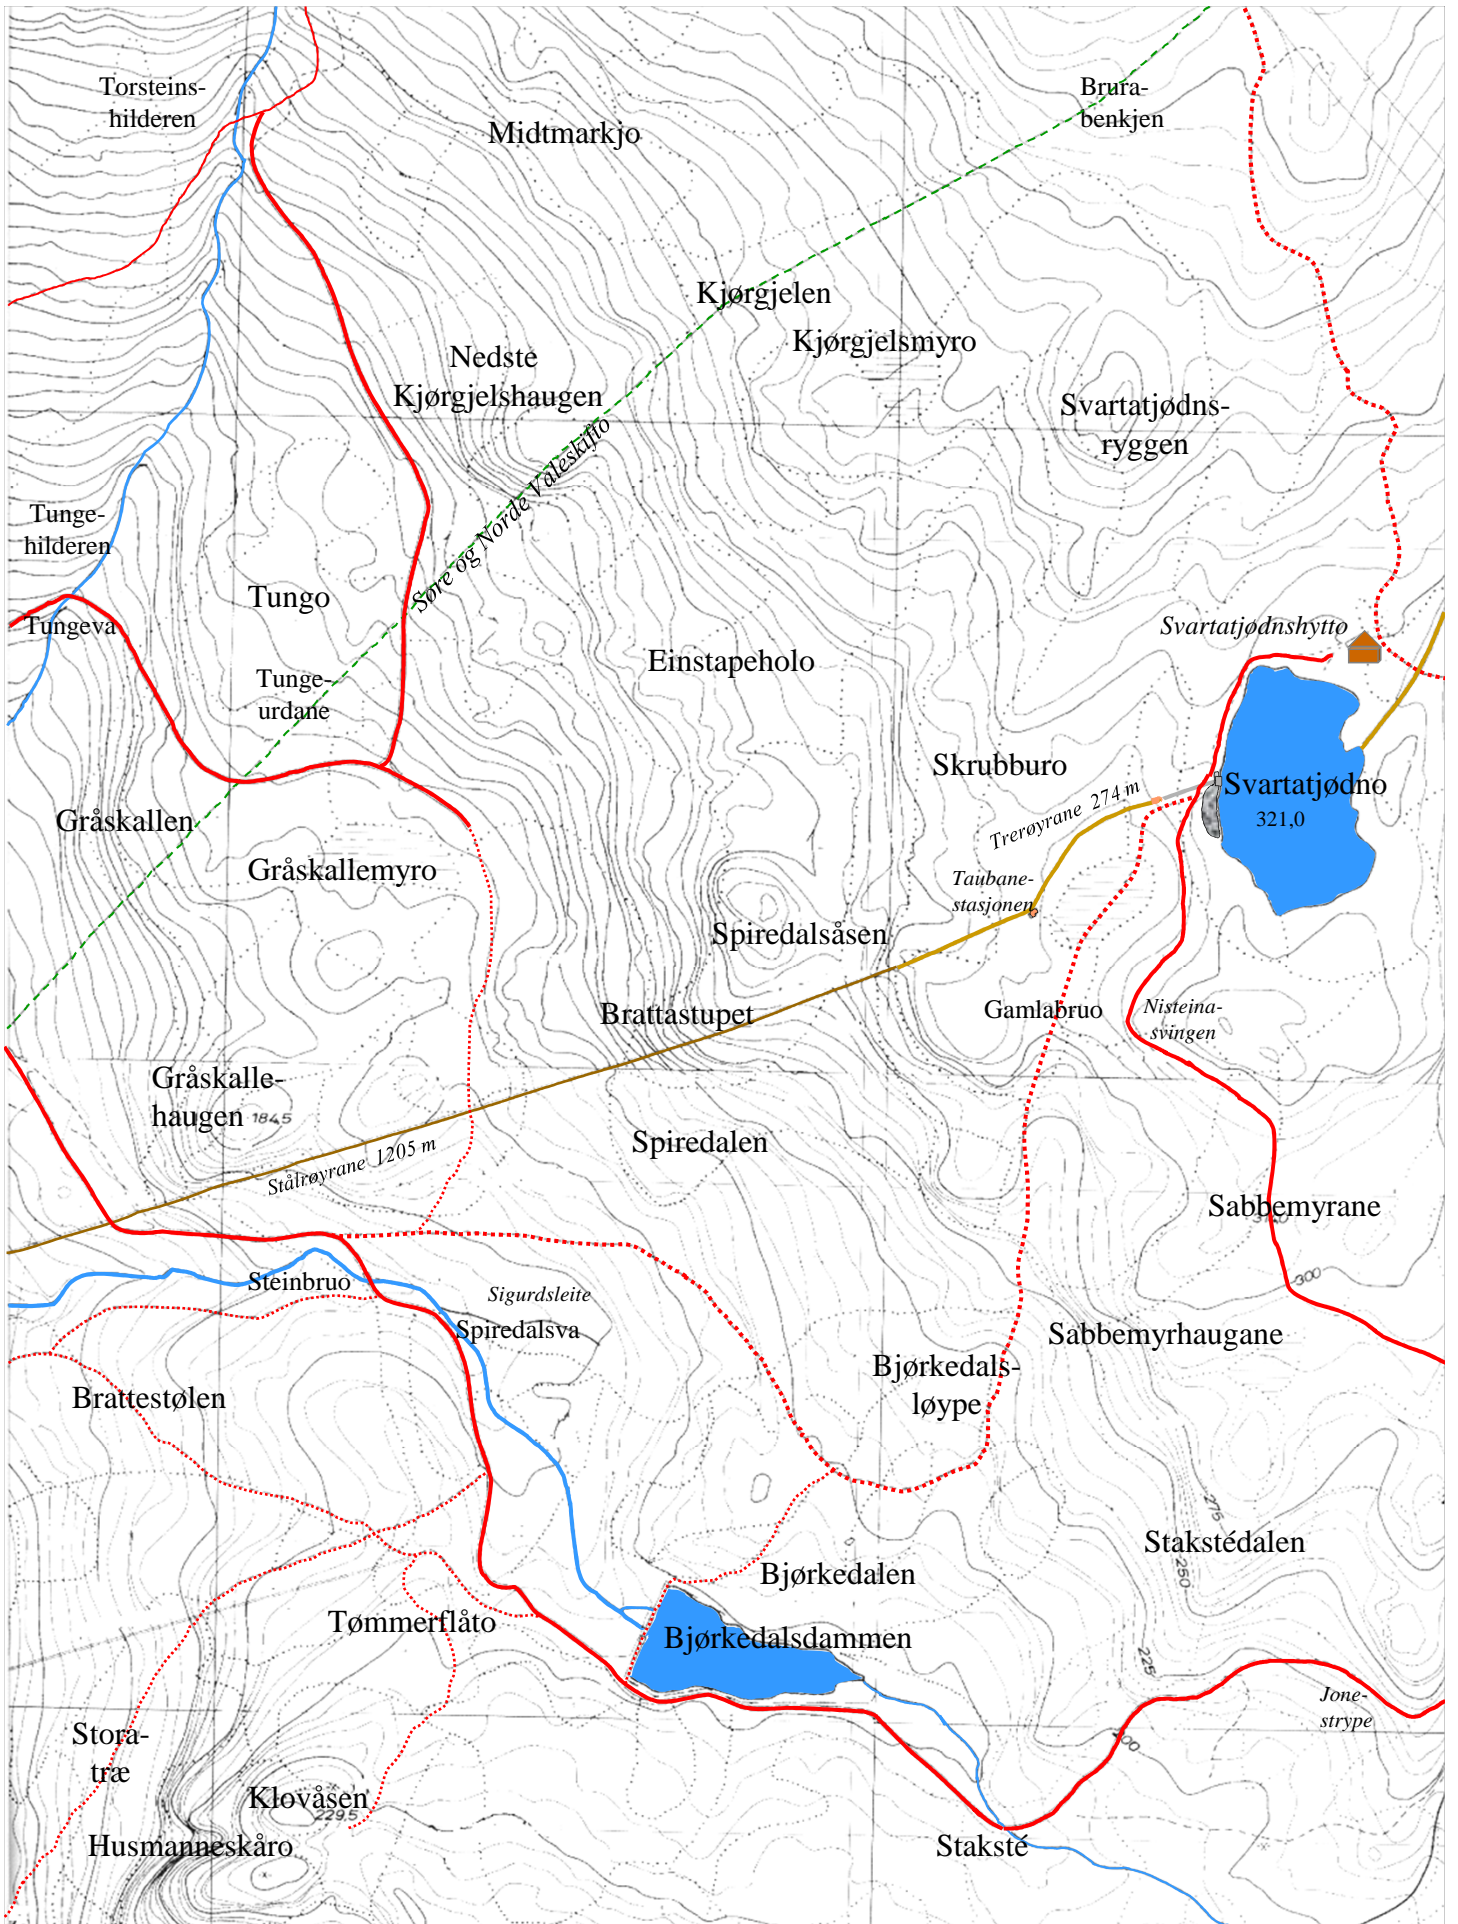 Torsteins-
hilderen
Midtmarkjo
Brura-
benkjen
Kjørgjelen
Kjørgjelsmyro
Nedste
Kjørgjelshaugen
Svartatjødns-
ryggen
Søre og Norde Valeskifto
Tunge-
hilderen
Tungo
Tungeva
Svartatjødnshytto
Einstapeholo
Tunge-
urdane
Skrubburo
Svartatjødno
321,0
Trerøyrane 274 m
Gråskallen
Gråskallemyro
Taubane-
stasjonen
Spiredalsåsen
Brattastupet
Gamlabruo
Nisteina-
svingen
Gråskalle-
haugen
184,5
Spiredalen
Stålrøyrane 1205 m
Sabbemyrane
300
Steinbruo
Sigurdsleite
Spiredalsva
Sabbemyrhaugane
Bjørkedals-
løype
Brattestølen
275
Stakstédalen
250
Bjørkedalen
Tømmerflåto
Bjørkedalsdammen
225
Jone-
strype
200
Stora-
træ
Klovåsen
229,5
Husmanneskåro
Staksté